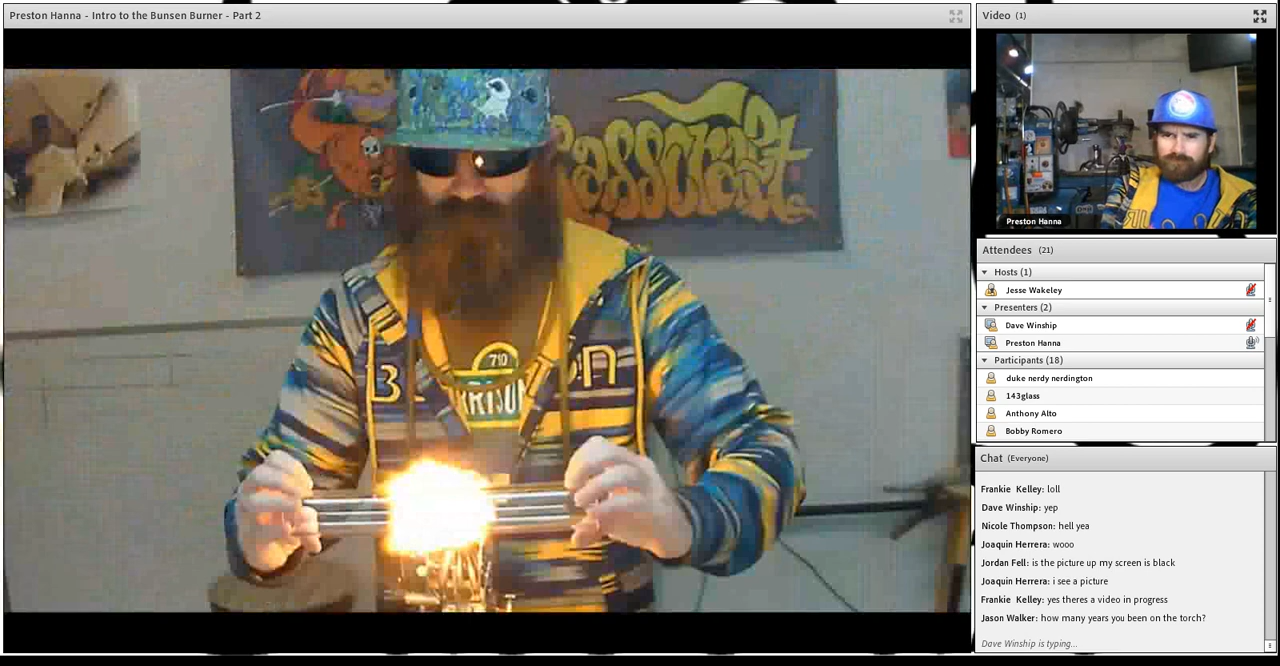 Preston Hanna - Intro to the Bunsen Burner - Part 2
Video (1)
Preston Hanna
Attendees (21)
Hosts (1)
Jesse Wakeley
Presenters (2)
Dave Winship
Preston Hanna
Participants (18)
duke nerdy nerdington
143glass
Anthony Alto
Bobby Romero
Chat (Everyone)
Frankie Kelley: loll
Dave Winship: yep
Nicole Thompson: hell yea
Joaquin Herrera: wooo
Jordan Fell: is the picture up my screen is black
Joaquin Herrera: i see a picture
Frankie Kelley: yes theres a video in progress
Jason Walker: how many years you been on the torch?
Dave Winship is typing...
710